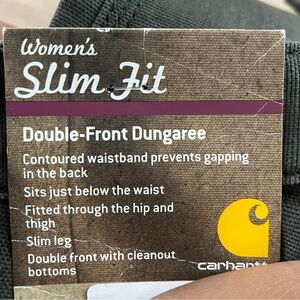 Women's
Slim Fit
Double-Front Dungaree
Contoured waistband prevents gapping
in the back
Sits just below the waist
Fitted through the hip and
thigh
Slim leg
Double front with cleanout
bottoms
carhartt